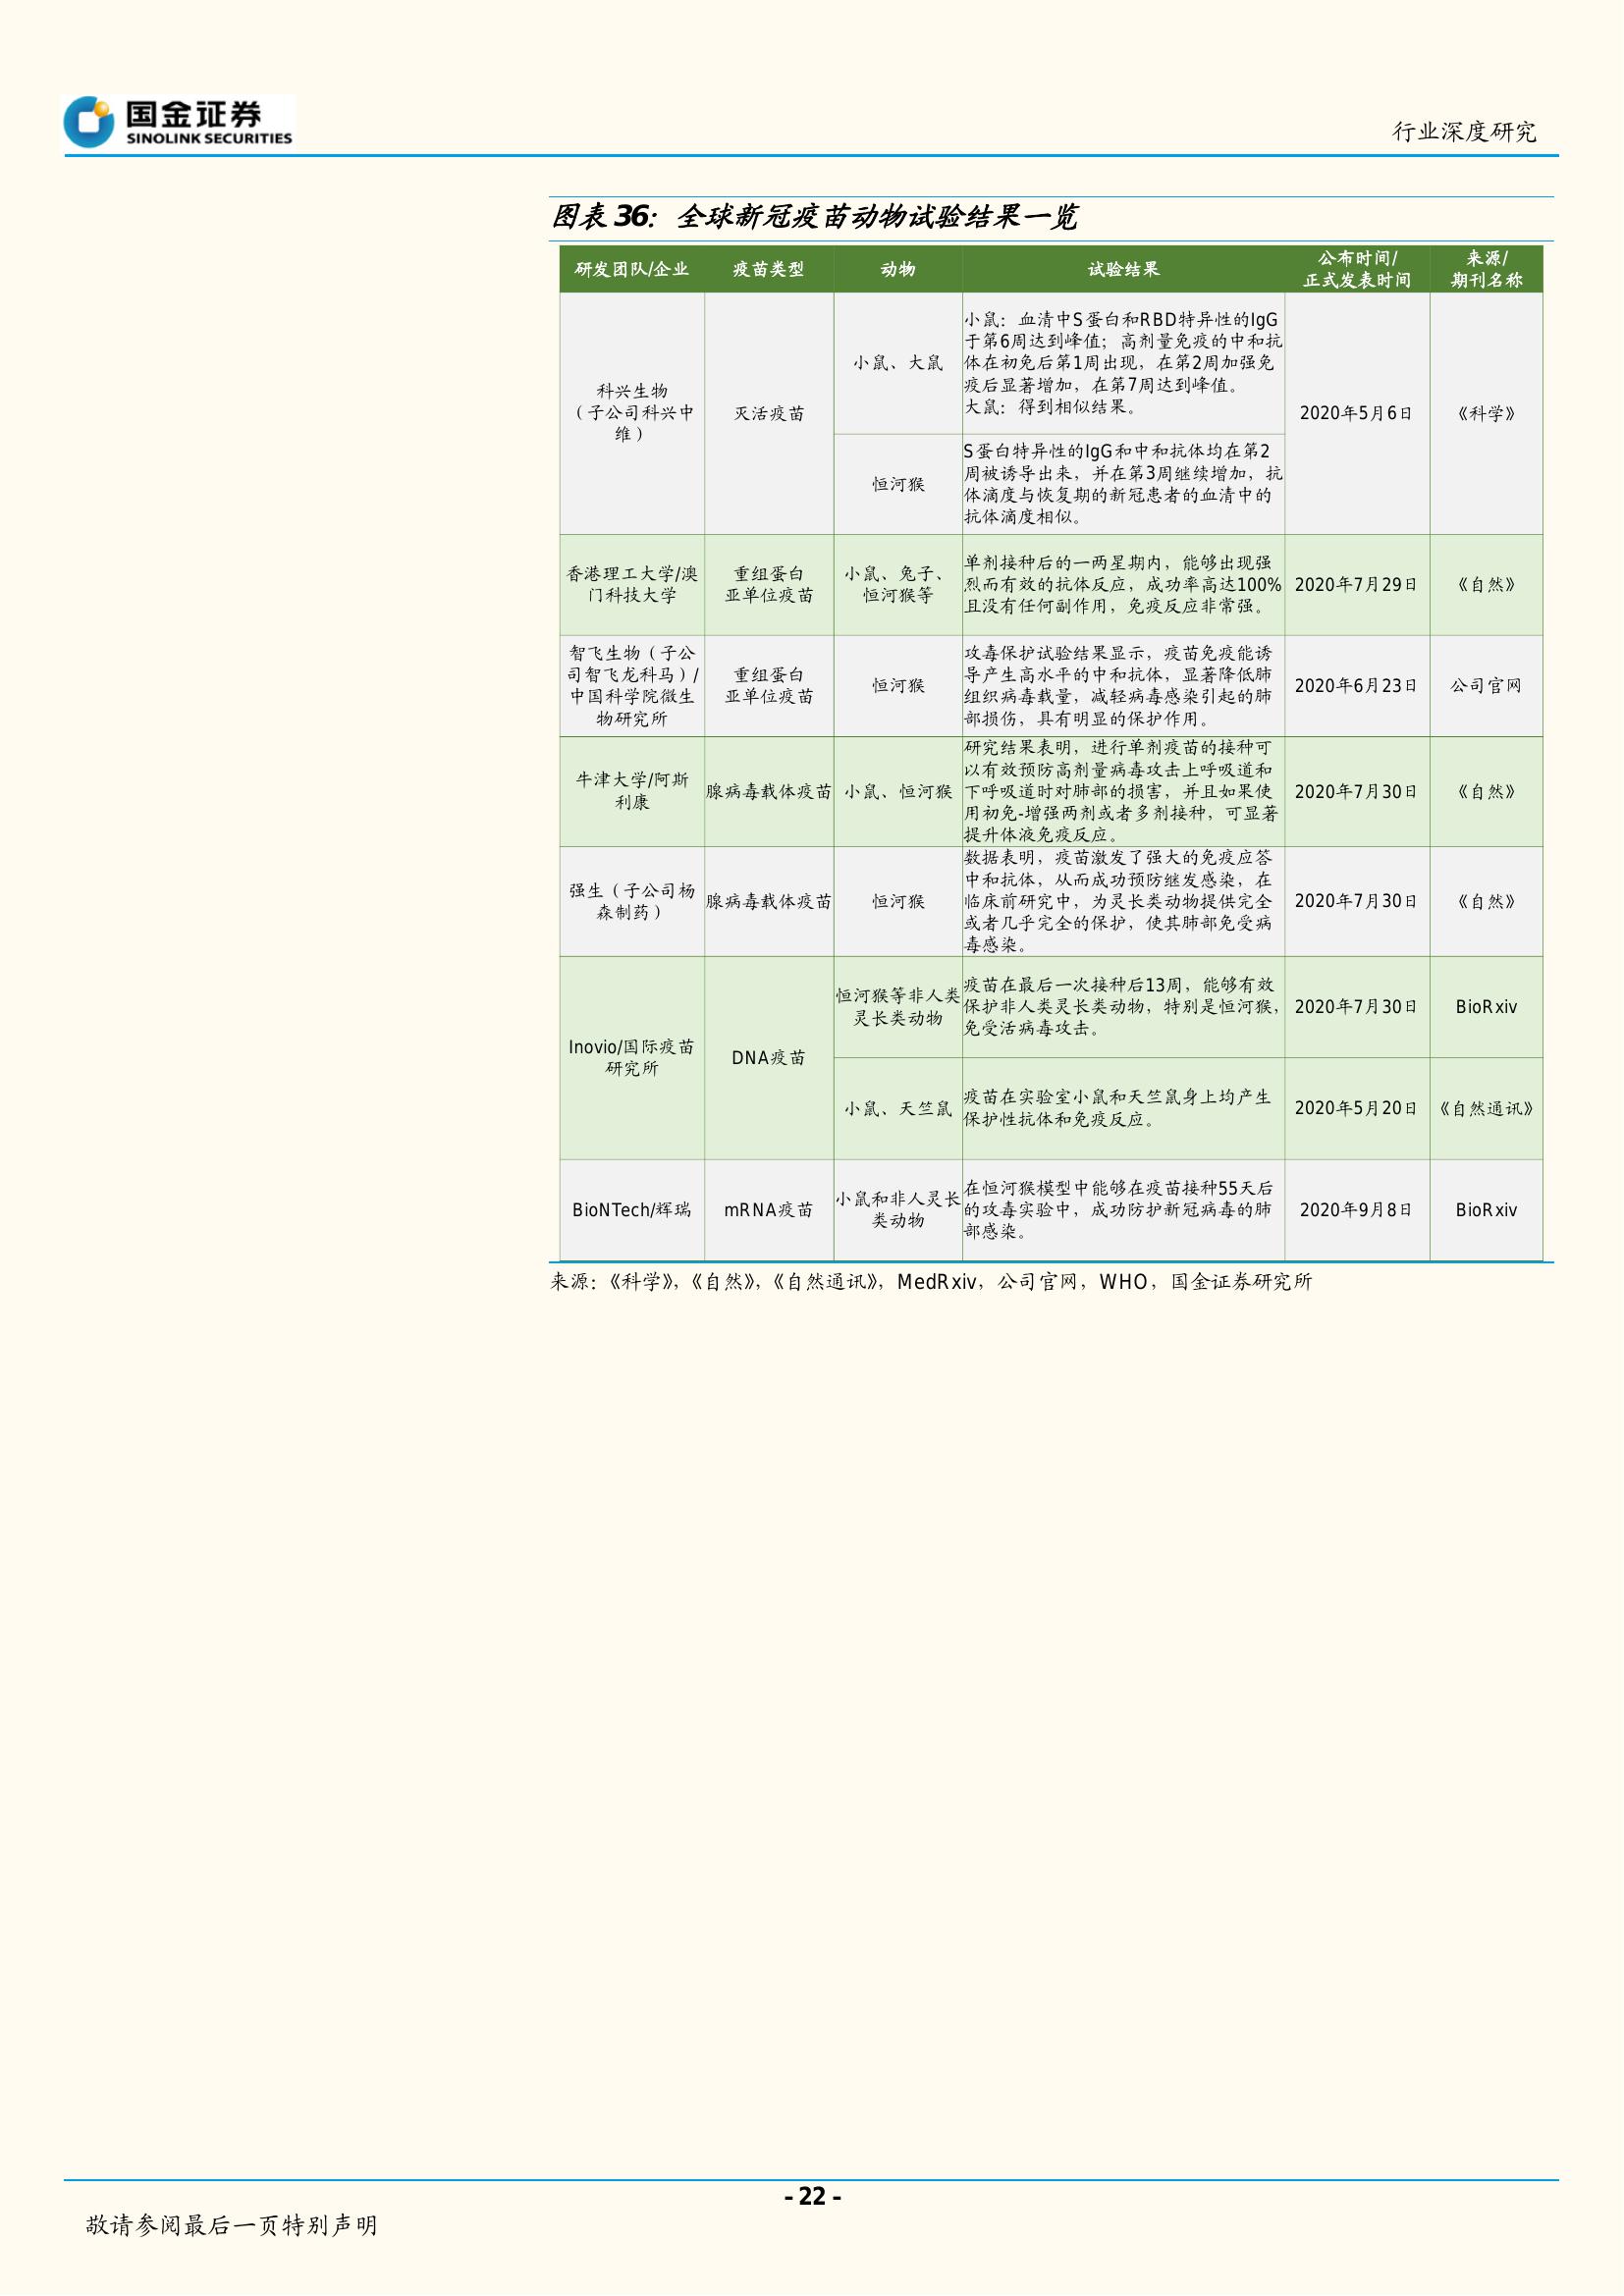 国金证券
SINOLINK SECURITIES
行业深度研究
图表 36：全球新冠疫苗动物试验结果一览
研发团队/企业 疫苗类型 动物 试验结果 公布时间/
正式发表时间 来源/
期刊名称
科兴生物
（子公司科兴中
维）
灭活疫苗
小鼠、大鼠
小鼠：血清中S蛋白和RBD特异性的IgG
于第6周达到峰值；高剂量免疫的中和抗
体在初免后第1周出现，在第2周加强免
疫后显著增加，在第7周达到峰值。
大鼠：得到相似结果。
2020年5月6日
《科学》
恒河猴
S蛋白特异性的IgG和中和抗体均在第2
周被诱导出来，并在第3周继续增加，抗
体滴度与恢复期的新冠患者的血清中的
抗体滴度相似。
香港理工大学/澳
门科技大学
重组蛋白
亚单位疫苗
小鼠、兔子、
恒河猴等
单剂接种后的一两星期内，能够出现强
烈而有效的抗体反应，成功率高达100%
且没有任何副作用，免疫反应非常强。
2020年7月29日
《自然》
智飞生物（子公
司智飞龙科马）/
中国科学院微生
物研究所
重组蛋白
亚单位疫苗
恒河猴
攻毒保护试验结果显示，疫苗免疫能诱
导产生高水平的中和抗体，显著降低肺
组织病毒载量，减轻病毒感染引起的肺
部损伤，具有明显的保护作用。
2020年6月23日
公司官网
牛津大学/阿斯
利康
腺病毒载体疫苗
小鼠、恒河猴
研究结果表明，进行单剂疫苗的接种可
以有效预防高剂量病毒攻击上呼吸道和
下呼吸道时对肺部的损害，并且如果使
用初免-增强两剂或者多剂接种，可显著
提升体液免疫反应。
2020年7月30日
《自然》
强生（子公司杨
森制药）
腺病毒载体疫苗
恒河猴
数据表明，疫苗激发了强大的免疫应答
中和抗体，从而成功预防继发感染，在
临床前研究中，为灵长类动物提供完全
或者几乎完全的保护，使其肺部免受病
毒感染。
2020年7月30日
《自然》
Inovio/国际疫苗
研究所
DNA疫苗
恒河猴等非人类
灵长类动物
疫苗在最后一次接种后13周，能够有效
保护非人类灵长类动物，特别是恒河猴，
免受活病毒攻击。
2020年7月30日
BioRxiv
小鼠、天竺鼠
疫苗在实验室小鼠和天竺鼠身上均产生
保护性抗体和免疫反应。
2020年5月20日
《自然通讯》
BioNTech/辉瑞
mRNA疫苗
小鼠和非人灵长
类动物
在恒河猴模型中能够在疫苗接种55天后
的攻毒实验中，成功防护新冠病毒的肺
部感染。
2020年9月8日
BioRxiv
来源：《科学》，《自然》，《自然通讯》，MedRxiv，公司官网，WHO，国金证券研究所
- 22 -
敬请参阅最后一页特别声明